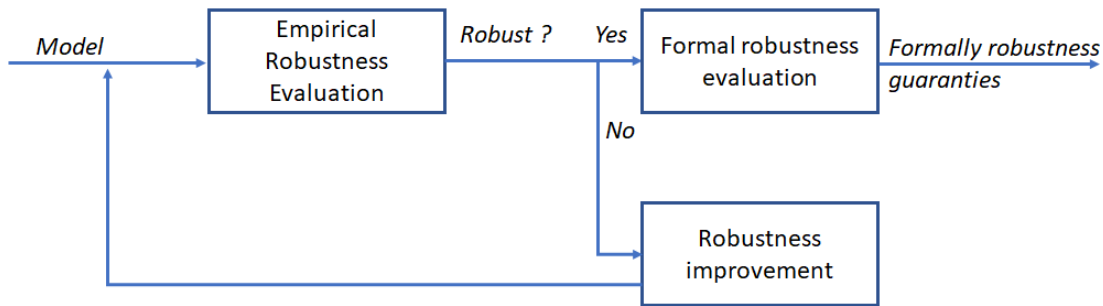 Model
Empirical
Robustness
Evaluation
Robust ?
Yes
Formal robustness
evaluation
Formally robustness
guaranties
No
Robustness
improvement